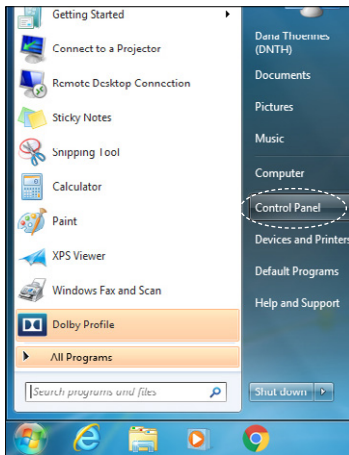 Getting Started
Connect to a Projector
Remote Desktop Connection
Sticky Notes
Snipping Tool
Calculator
Paint
XPS Viewer
Windows Fax and Scan
Dolby Profile
All Programs
Search programs and files
Dana Thoennes
(DNTH)
Documents
Pictures
Music
Computer
Control Panel
Devices and Printers
Default Programs
Help and Support
Shut down